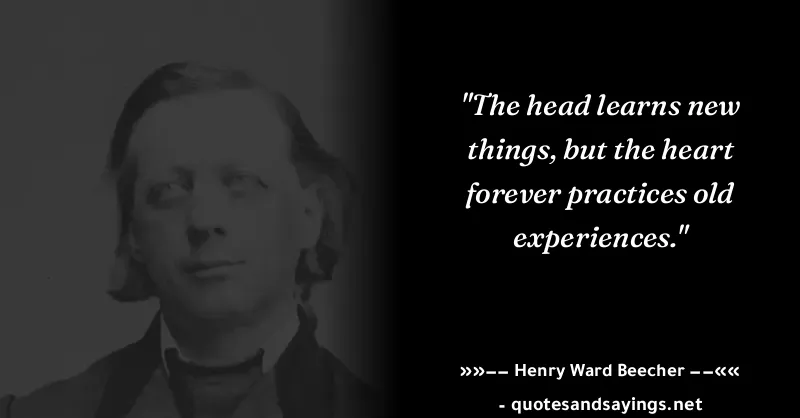 "The head learns new
things, but the heart
forever practices old
experiences."
»»−− Henry Ward Beecher −−««
- quotesandsayings.net